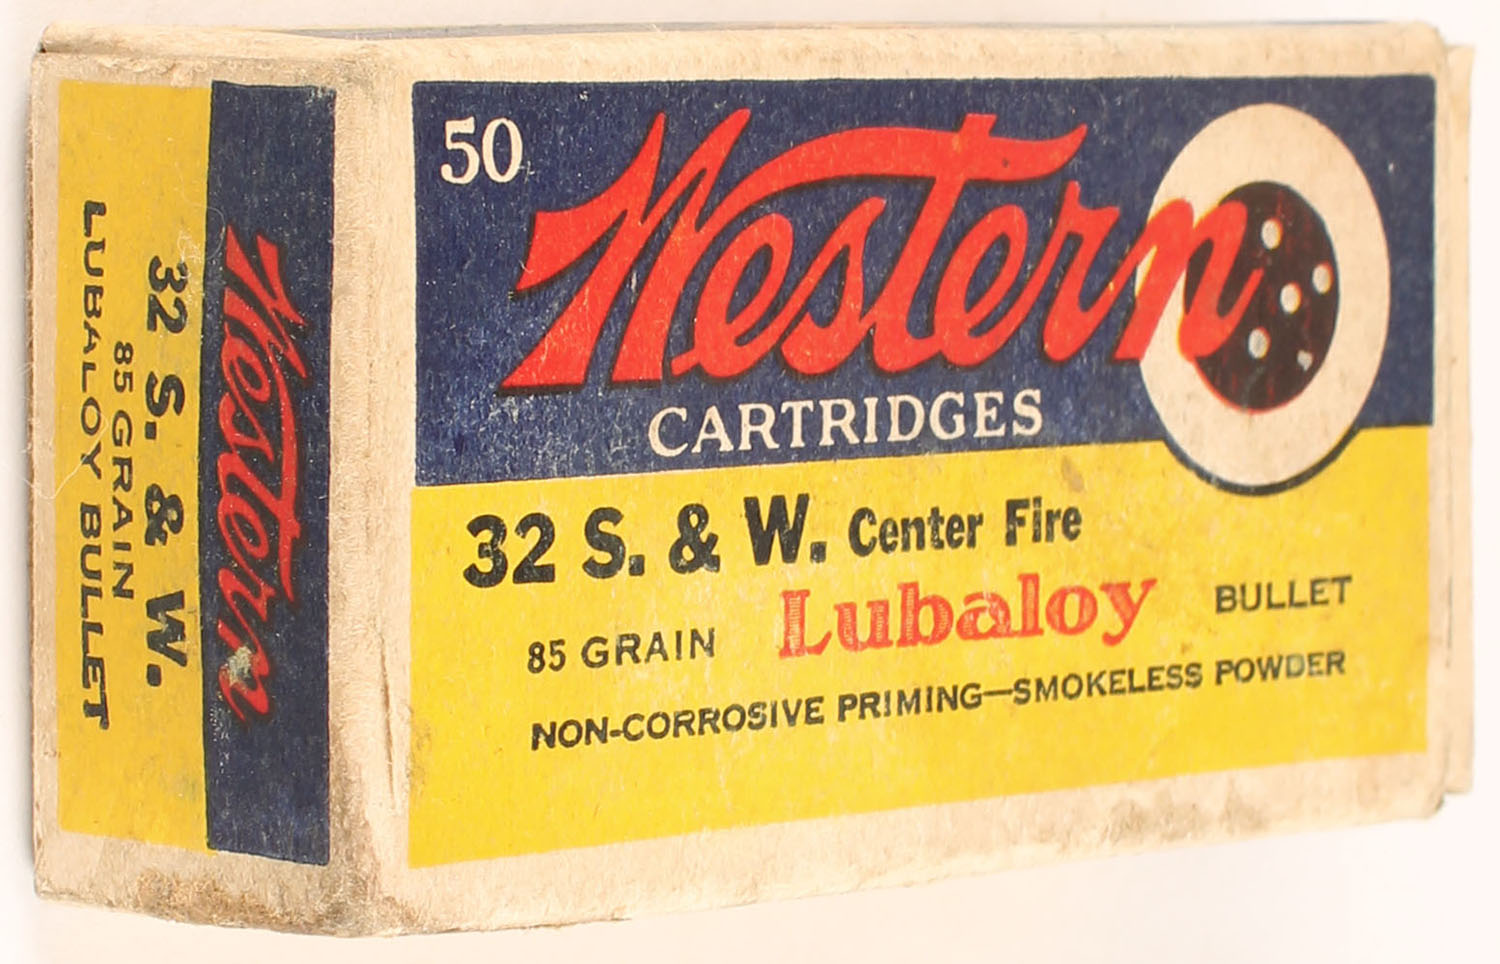 50
Western
CARTRIDGES
32 S. & W. Center Fire
85 GRAIN Lubaloy BULLET
NON-CORROSIVE PRIMING—SMOKELESS POWDER
Western
32 S. & W.
85 GRAIN
LUBALOY BULLET